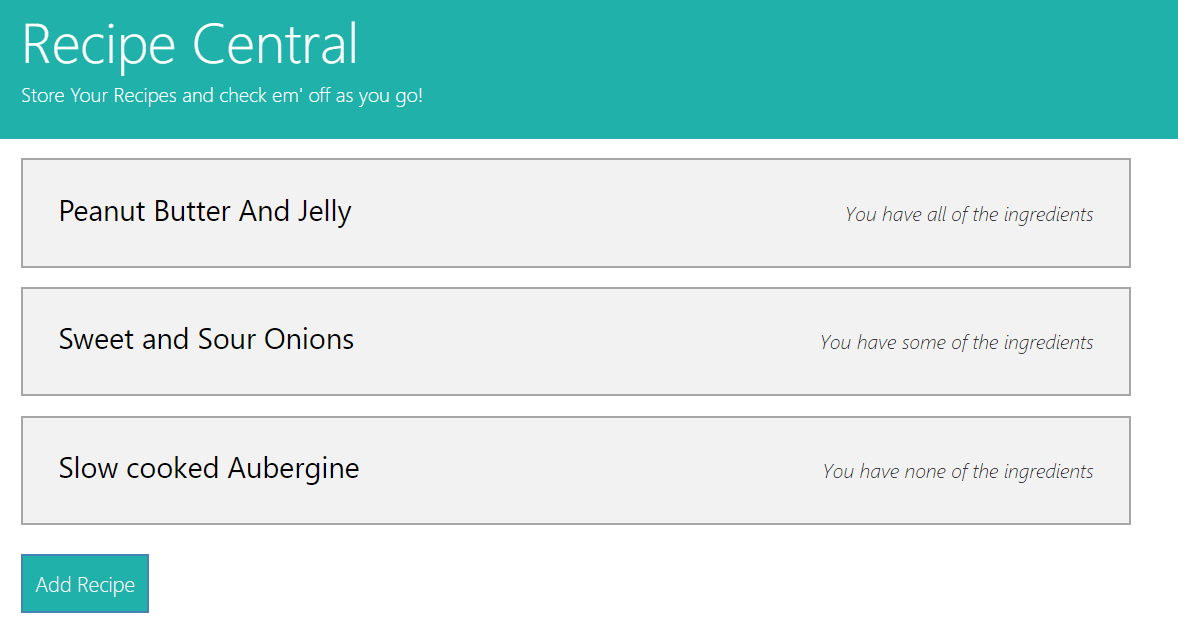 Recipe Central
Store Your Recipes and check em' off as you go!
Peanut Butter And Jelly
You have all of the ingredients
Sweet and Sour Onions
You have some of the ingredients
Slow cooked Aubergine
You have none of the ingredients
Add Recipe